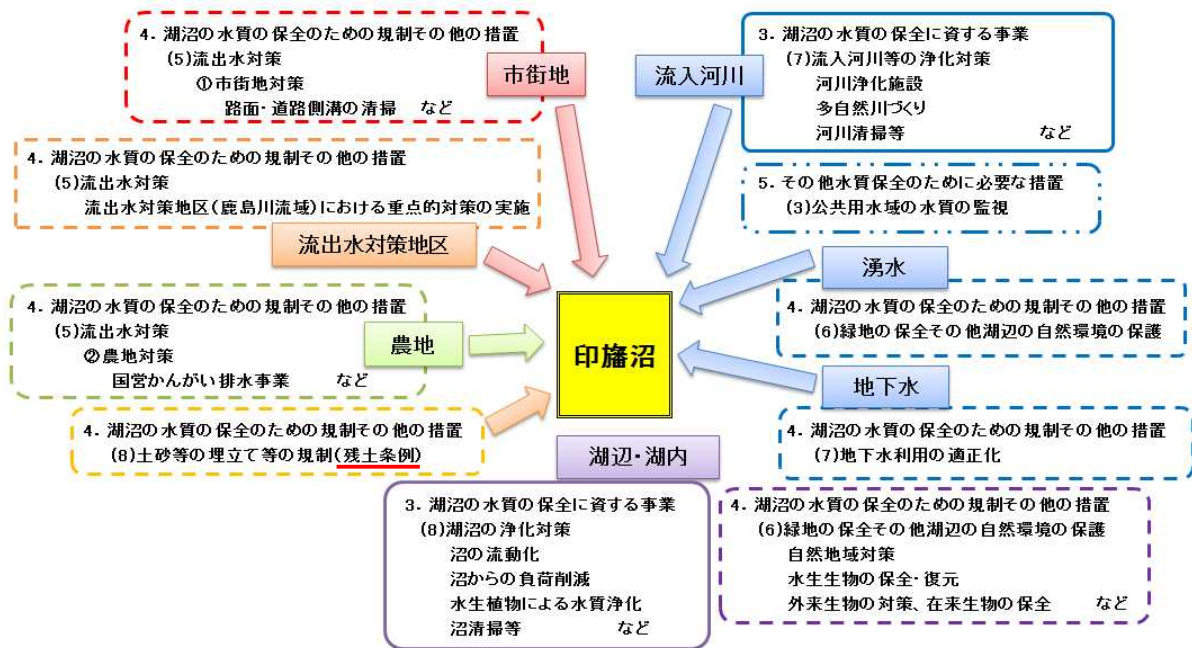 4. 湖沼の水質の保全のための規制その他の措置
(5)流出水対策
①市街地対策
路面・道路側溝の清掃 など
市街地
流入河川
3. 湖沼の水質の保全に資する事業
(7)流入河川等の浄化対策
河川浄化施設
多自然川づくり
河川清掃等 など
4. 湖沼の水質の保全のための規制その他の措置
(5)流出水対策
流出水対策地区(鹿島川流域)における重点的対策の実施
流出水対策地区
5. その他水質保全のために必要な措置
(3)公共用水域の水質の監視
湧水
4. 湖沼の水質の保全のための規制その他の措置
(6)緑地の保全その他湖辺の自然環境の保護
4. 湖沼の水質の保全のための規制その他の措置
(5)流出水対策
②農地対策
国営かんがい排水事業 など
農地
印旛沼
地下水
4. 湖沼の水質の保全のための規制その他の措置
(7)地下水利用の適正化
4. 湖沼の水質の保全のための規制その他の措置
(8)土砂等の埋立て等の規制(残土条例)
湖辺・湖内
3. 湖沼の水質の保全に資する事業
(8)湖沼の浄化対策
沼の流動化
沼からの負荷削減
水生植物による水質浄化
沼清掃等 など
4. 湖沼の水質の保全のための規制その他の措置
(6)緑地の保全その他湖辺の自然環境の保護
自然地域対策
水生生物の保全・復元
外来生物の対策、在来生物の保全 など